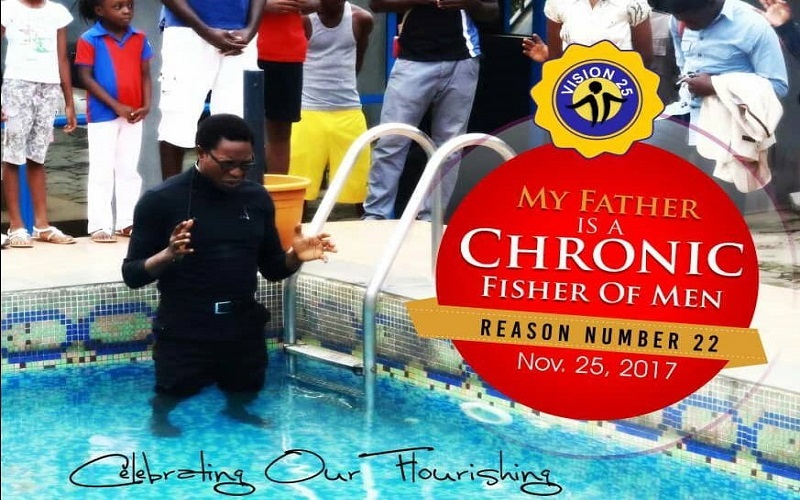 VISION 25
MY FATHER
IS A
CHRONIC
FISHER OF MEN
REASON NUMBER 22
Nov. 25, 2017
Celebrating Our Flourishing